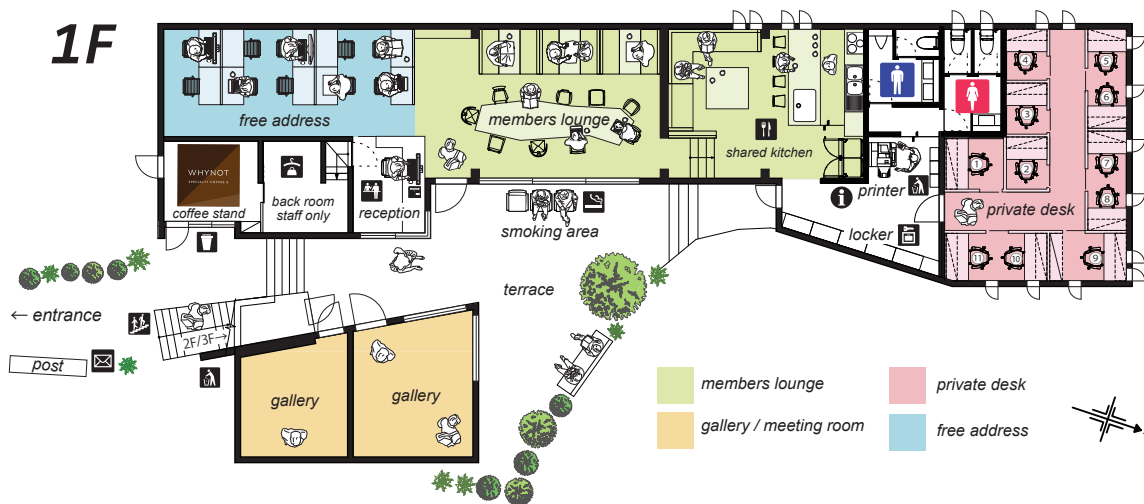 1F
free address
members lounge
shared kitchen
WHYNOT
SPECIALTY COFFEE
coffee stand
back room
staff only
reception
smoking area
printer
locker
private desk
4
5
3
6
1
2
7
8
11
10
9
terrace
← entrance
2F/3F→
post
gallery
gallery
members lounge
private desk
gallery / meeting room
free address